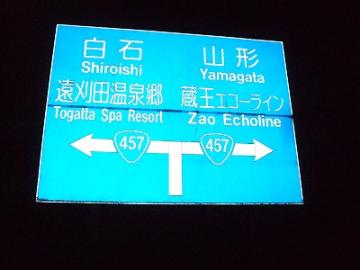 白石 山形
Shiroishi Yamagata
遠刈田温泉郷 蔵王エコーライン
Togatta Spa Resort Zao Echoline
457 457